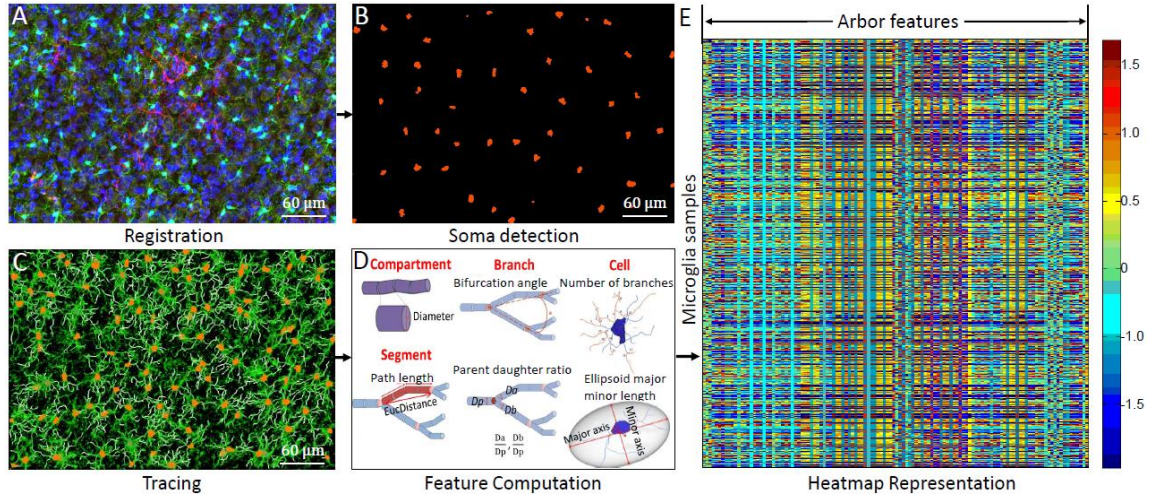 A
60 μm
Registration
B
60 μm
Soma detection
C
60 μm
Tracing
D
Compartment
Diameter
Branch
Bifurcation angle
Cell
Number of branches
Segment
Path length
EucDistance
Parent daughter ratio
Dp
Da
Db
Da/Dp, Db/Dp
Ellipsoid major
minor length
Major axis
Minor axis
Feature Computation
E
Arbor features
Microglia samples
Heatmap Representation
1.5
1.0
0.5
0
-1.0
-1.5